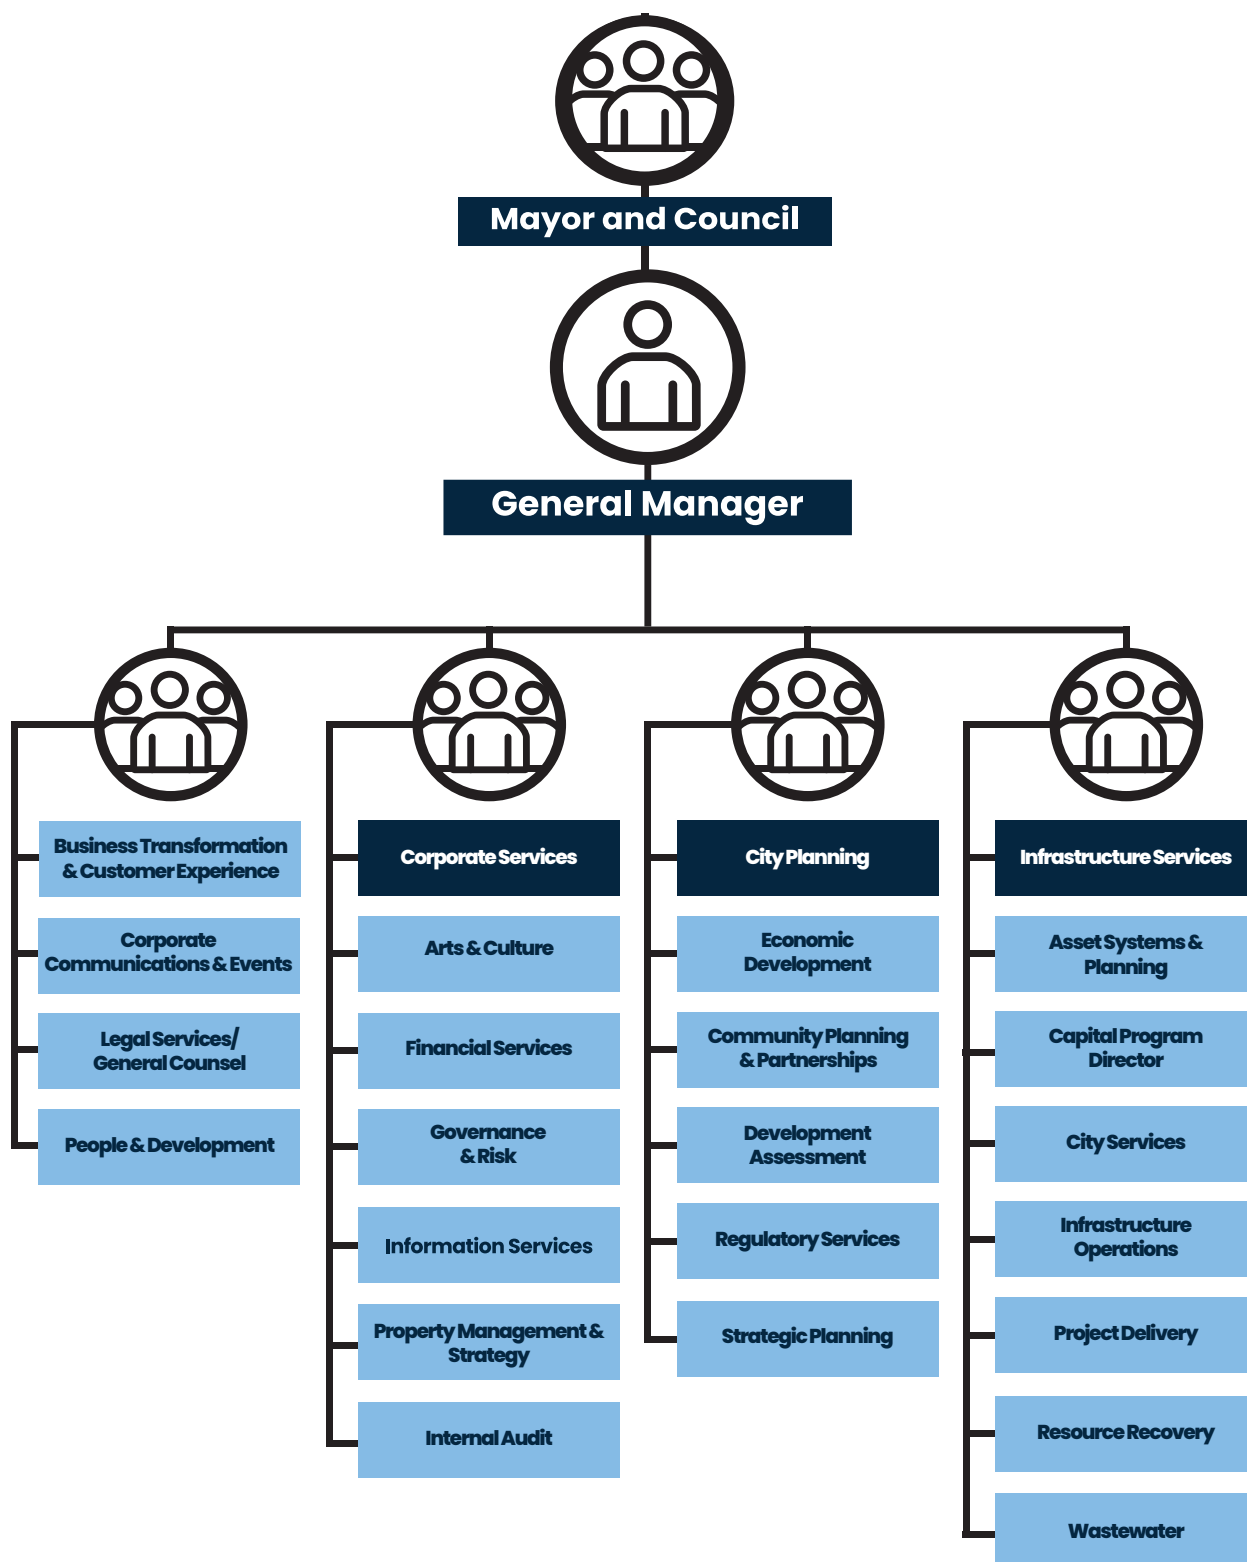 Mayor and Council
General Manager
Business Transformation
& Customer Experience
Corporate
Communications & Events
Legal Services/
General Counsel
People & Development
Corporate Services
Arts & Culture
Financial Services
Governance
& Risk
Information Services
Property Management &
Strategy
Internal Audit
City Planning
Economic
Development
Community Planning
& Partnerships
Development
Assessment
Regulatory Services
Strategic Planning
Infrastructure Services
Asset Systems &
Planning
Capital Program
Director
City Services
Infrastructure
Operations
Project Delivery
Resource Recovery
Wastewater